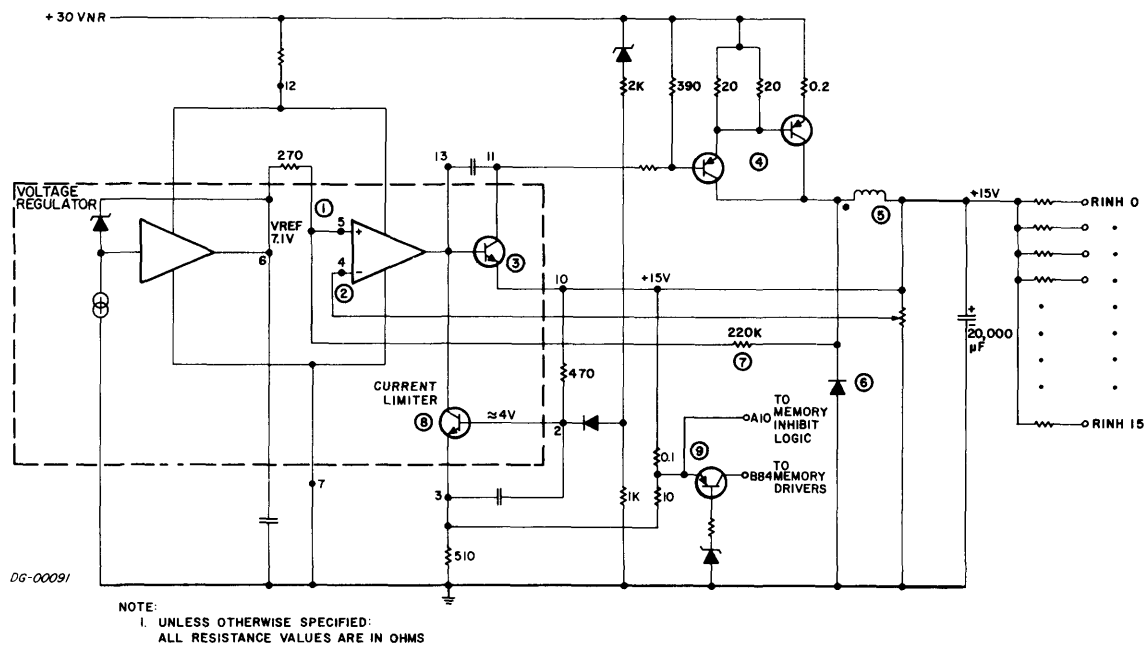 +30 VNR
12
2K
390
20
20
0.2
270
13
11
4
VOLTAGE
REGULATOR
1
5
+
VREF
7.1V
6
4
-
2
3
10
+15V
+15V
5
RINH 0
+
20,000
µF
220K
7
6
470
CURRENT
LIMITER
8
≈4V
2
A10
TO
MEMORY
INHIBIT
LOGIC
9
0.1
B84
TO
MEMORY
DRIVERS
RINH 15
7
3
1K
10
510
DG-00091
NOTE:
1. UNLESS OTHERWISE SPECIFIED:
ALL RESISTANCE VALUES ARE IN OHMS